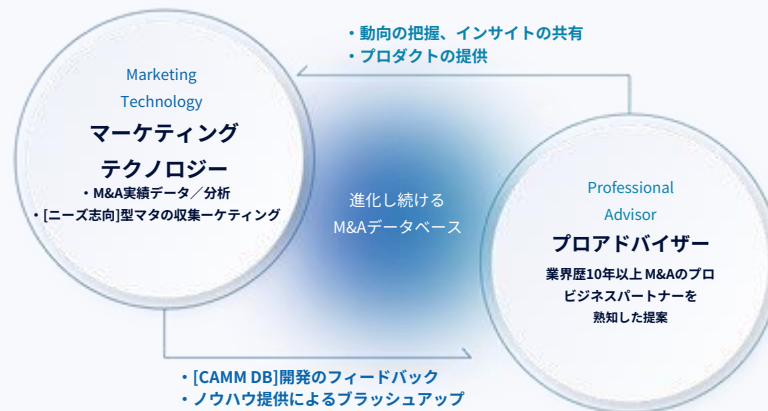 ・動向の把握、インサイトの共有
・プロダクトの提供
Marketing
Technology
マーケティング
テクノロジー
・M&A実績データ／分析
・[ニーズ志向]型マタの収集ーケティング
進化し続ける
M&Aデータベース
Professional
Advisor
プロアドバイザー
業界歴10年以上 M&Aのプロ
ビジネスパートナーを
熟知した提案
・[CAMM DB]開発のフィードバック
・ノウハウ提供によるブラッシュアップ